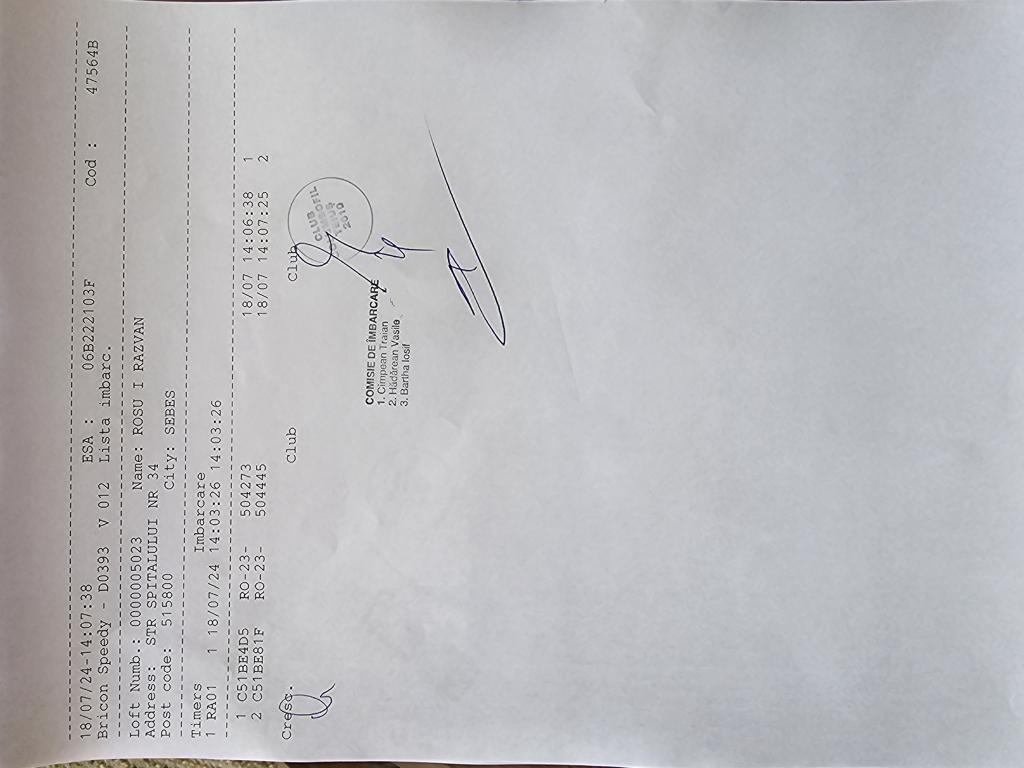 18/07/24-14:07:38 ESA : 06B222103F Cod : 47564B
Bricon Speedy - D0393 V 012 Lista imbarc.
Loft Numb.: 0000005023 Name: ROSU I RAZVAN
Address: STR SPITALULUI NR 34
Post code: 515800 City: SEBES
Timers Imbarcare
1 RA01 1 18/07/24 14:03:26 14:03:26
1 C51BE4D5 RO-23- 504273 18/07 14:06:38 1
2 C51BE81F RO-23- 504445 18/07 14:07:25 2
Cresc. Club Club
CLUB
2010
COMISIE DE ÎMBARCARE
1. Cîmpean Traian
2. Hădărean Vasile
3. Bartha Iosif